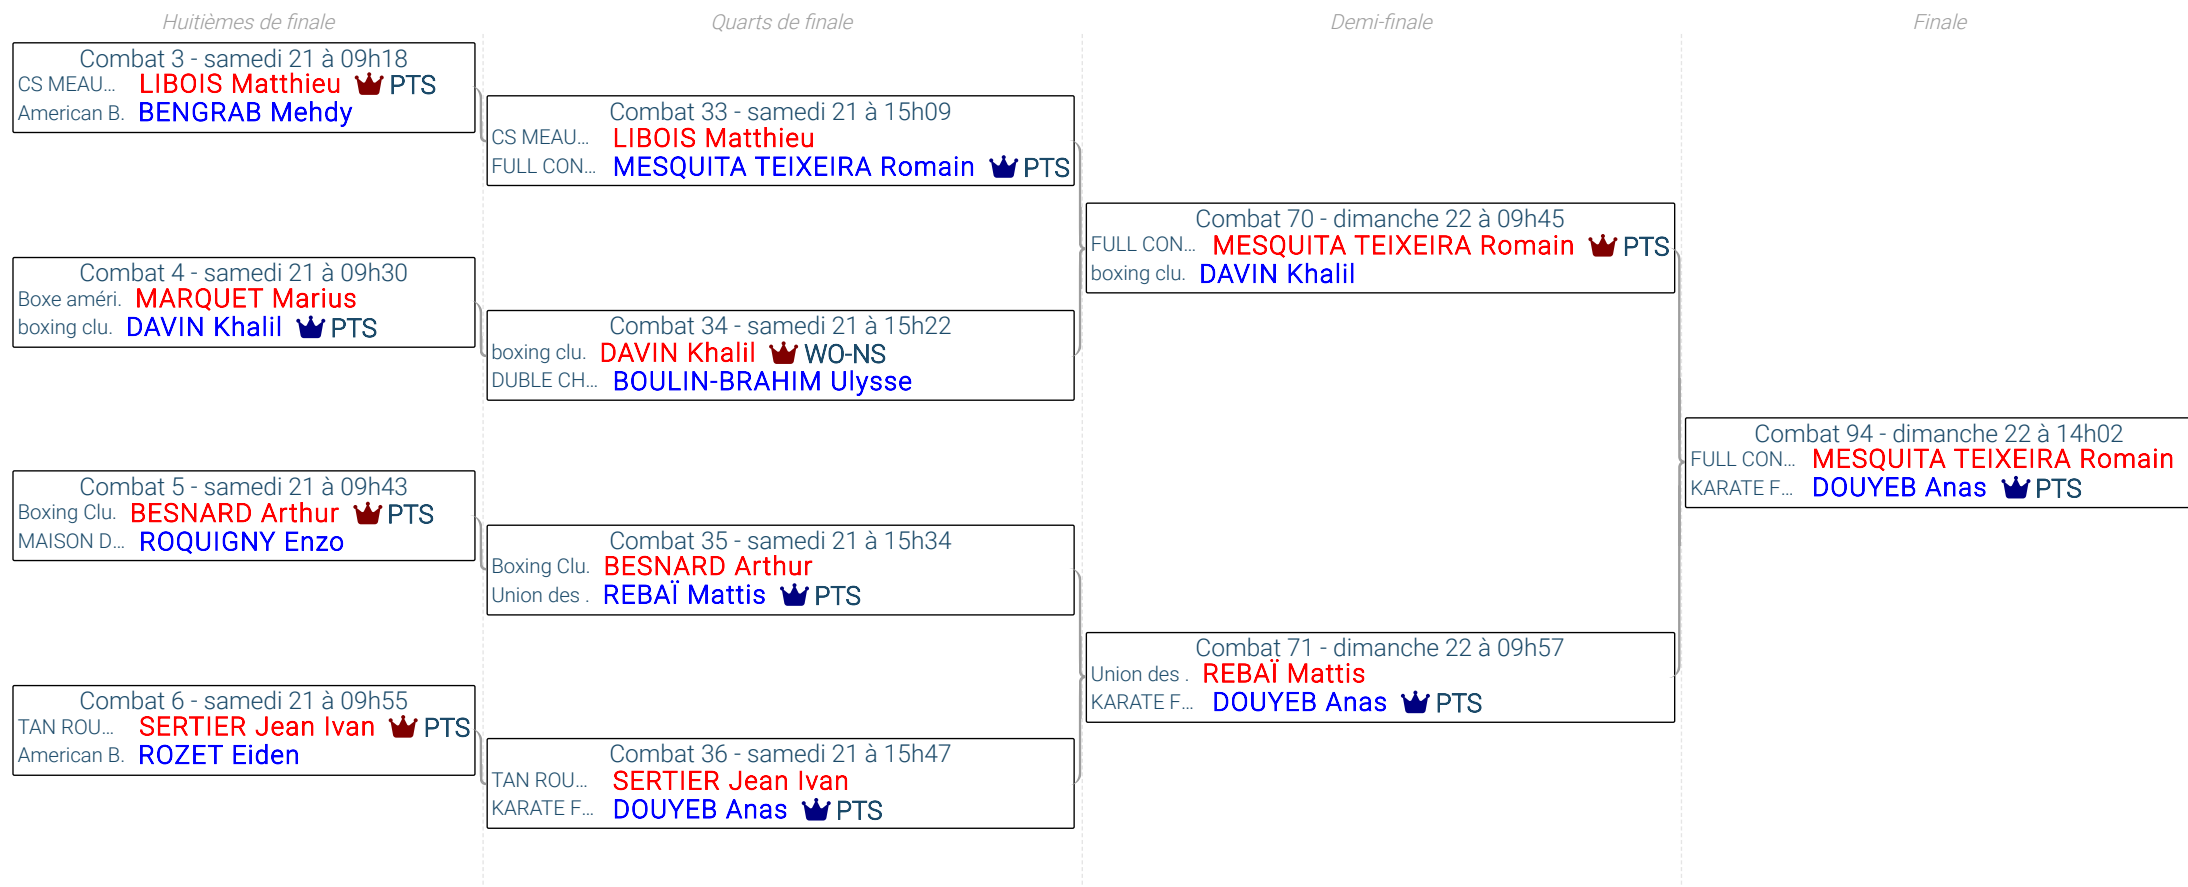 Huitièmes de finale
Quarts de finale
Demi-finale
Finale
Combat 3 - samedi 21 à 09h18
CS MEAU... LIBOIS Matthieu PTS
American B. BENGRAB Mehdy
Combat 4 - samedi 21 à 09h30
Boxe améri. MARQUET Marius
boxing clu. DAVIN Khalil PTS
Combat 5 - samedi 21 à 09h43
Boxing Clu. BESNARD Arthur PTS
MAISON D... ROQUIGNY Enzo
Combat 6 - samedi 21 à 09h55
TAN ROU... SERTIER Jean Ivan PTS
American B. ROZET Eiden
Combat 33 - samedi 21 à 15h09
CS MEAU... LIBOIS Matthieu
FULL CON... MESQUITA TEIXEIRA Romain PTS
Combat 34 - samedi 21 à 15h22
boxing clu. DAVIN Khalil WO-NS
DUBLE CH... BOULIN-BRAHIM Ulysse
Combat 35 - samedi 21 à 15h34
Boxing Clu. BESNARD Arthur
Union des . REBAÏ Mattis PTS
Combat 36 - samedi 21 à 15h47
TAN ROU... SERTIER Jean Ivan
KARATE F... DOUYEB Anas PTS
Combat 70 - dimanche 22 à 09h45
FULL CON... MESQUITA TEIXEIRA Romain PTS
boxing clu. DAVIN Khalil
Combat 71 - dimanche 22 à 09h57
Union des . REBAÏ Mattis
KARATE F... DOUYEB Anas PTS
Combat 94 - dimanche 22 à 14h02
FULL CON... MESQUITA TEIXEIRA Romain
KARATE F... DOUYEB Anas PTS